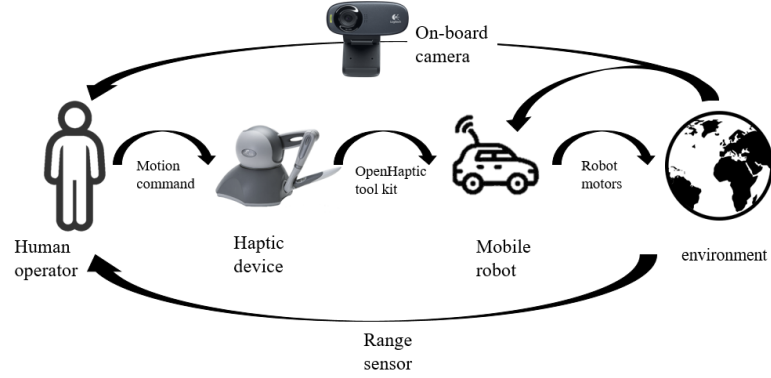 On-board
camera
Motion
command
OpenHaptic
tool kit
Robot
motors
Human
operator
Haptic
device
Mobile
robot
environment
Range
sensor